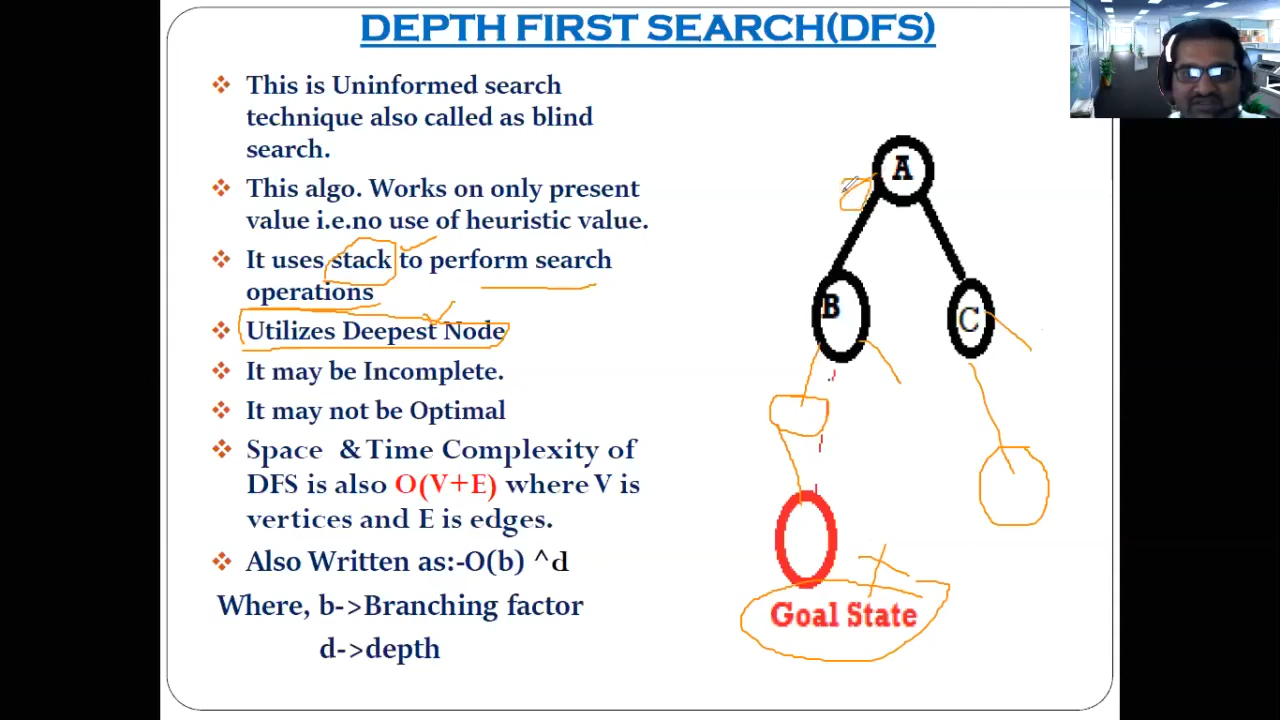 DEPTH FIRST SEARCH(DFS)
This is Uninformed search
technique also called as blind
search.
This algo. Works on only present
value i.e.no use of heuristic value.
It uses stack to perform search
operations
Utilizes Deepest Node
It may be Incomplete.
It may not be Optimal
Space & Time Complexity of
DFS is also O(V+E) where V is
vertices and E is edges.
Also Written as:-O(b) ^d
Where, b->Branching factor
d->depth
A
B
C
Goal State